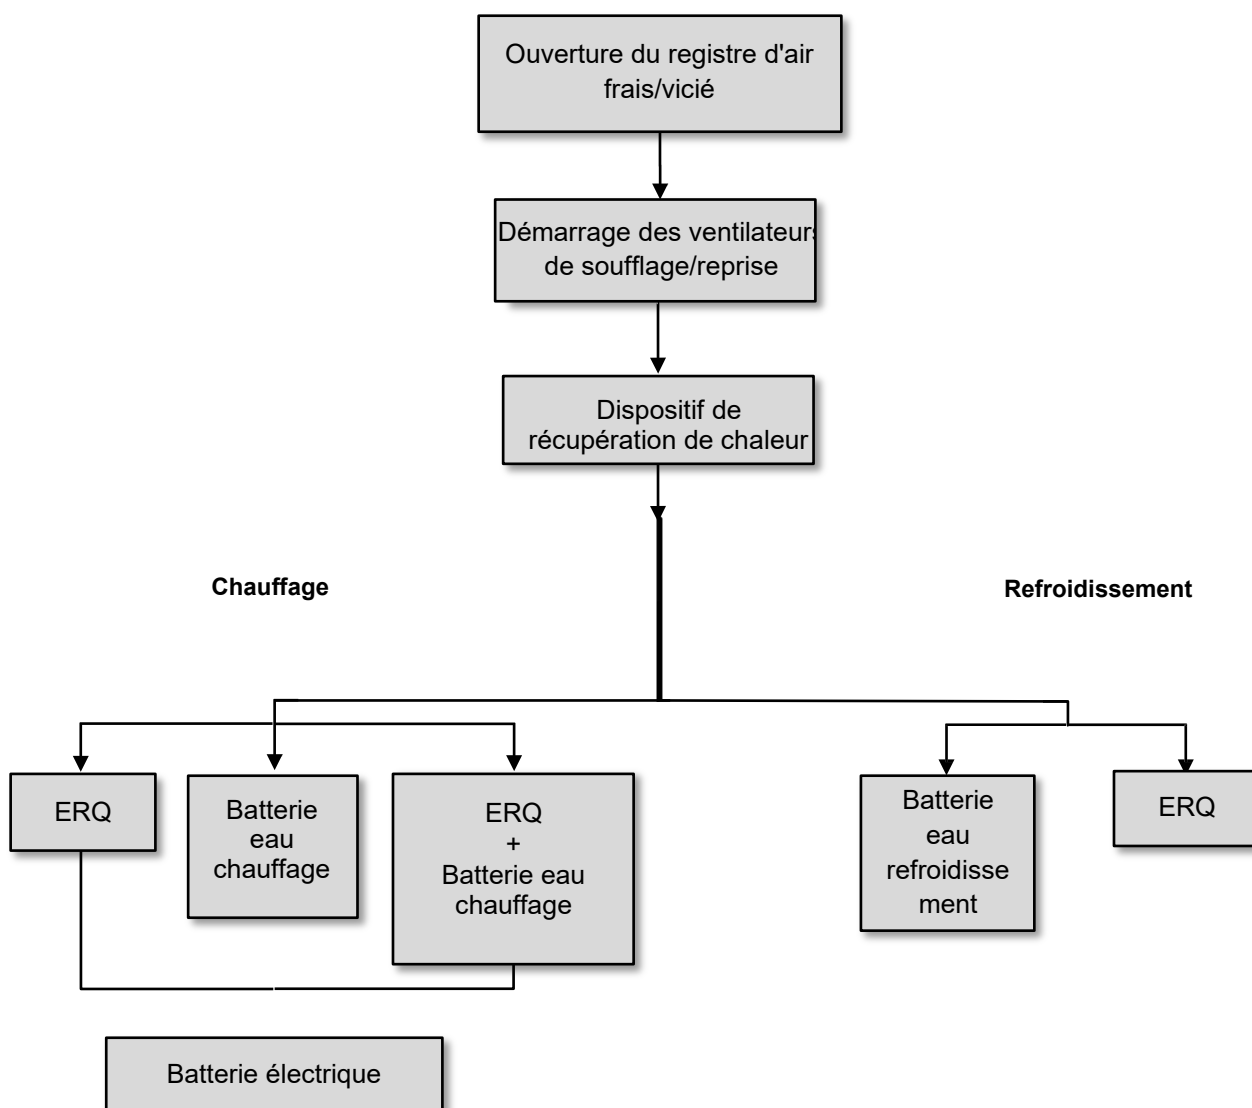 Ouverture du registre d'air
frais/vicié
Démarrage des ventilateurs
de soufflage/reprise
Dispositif de
récupération de chaleur
Chauffage
Refroidissement
ERQ
Batterie
eau
chauffage
ERQ
+
Batterie eau
chauffage
Batterie
eau
refroidisse
ment
ERQ
Batterie électrique